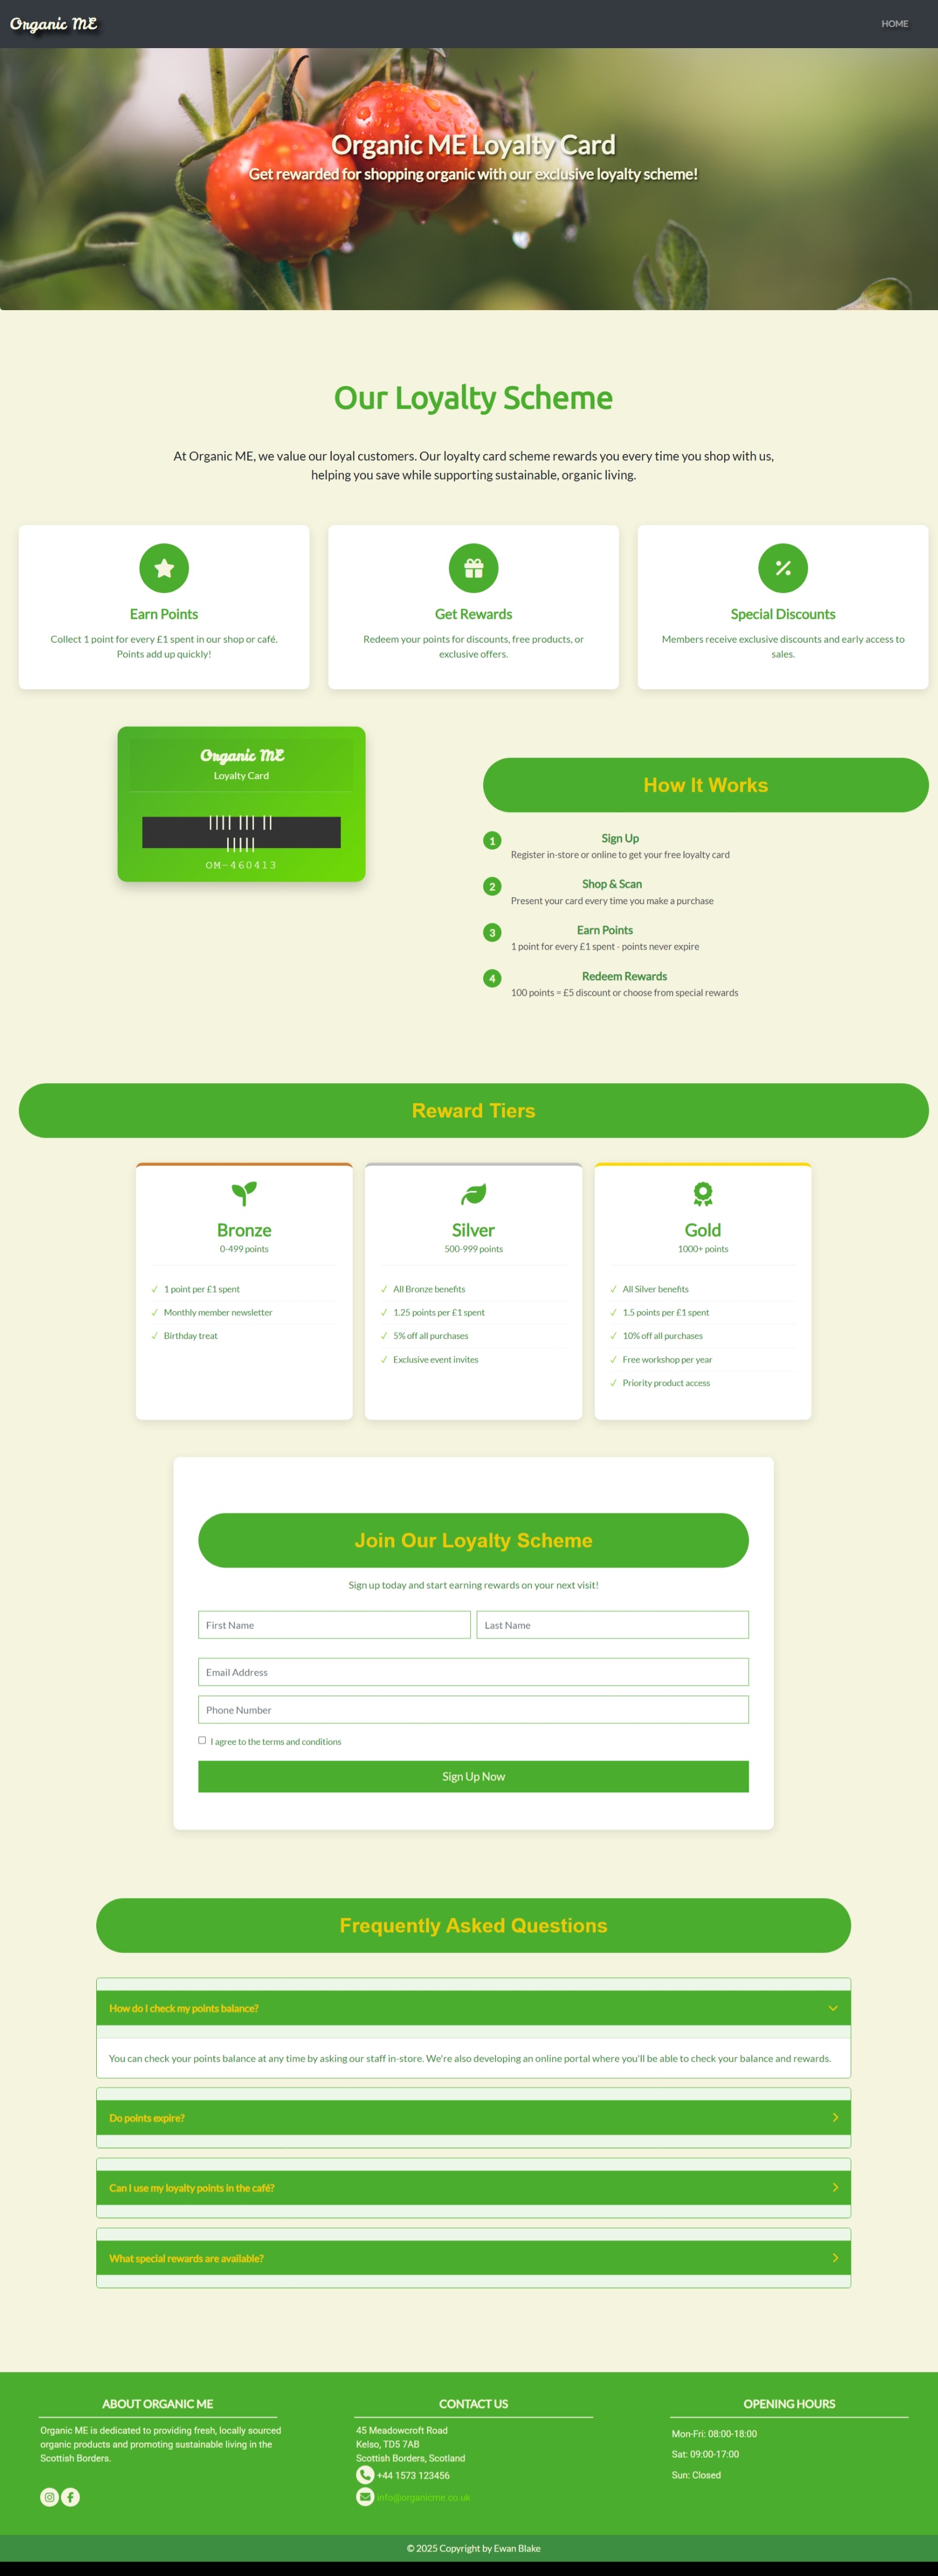 Organic ME
HOME
Organic ME Loyalty Card
Get rewarded for shopping organic with our exclusive loyalty scheme!
Our Loyalty Scheme
At Organic ME, we value our loyal customers. Our loyalty card scheme rewards you every time you shop with us,
helping you save while supporting sustainable, organic living.
Earn Points
Collect 1 point for every £1 spent in our shop or café.
Points add up quickly!
Get Rewards
Redeem your points for discounts, free products, or
exclusive offers.
Special Discounts
Members receive exclusive discounts and early access to
sales.
Organic ME
Loyalty Card
OM-460413
How It Works
1
Sign Up
Register in-store or online to get your free loyalty card
2
Shop & Scan
Present your card every time you make a purchase
3
Earn Points
1 point for every £1 spent - points never expire
4
Redeem Rewards
100 points = £5 discount or choose from special rewards
Reward Tiers
Bronze
0-499 points
✓ 1 point per £1 spent
✓ Monthly member newsletter
✓ Birthday treat
Silver
500-999 points
✓ All Bronze benefits
✓ 1.25 points per £1 spent
✓ 5% off all purchases
✓ Exclusive event invites
Gold
1000+ points
✓ All Silver benefits
✓ 1.5 points per £1 spent
✓ 10% off all purchases
✓ Free workshop per year
✓ Priority product access
Join Our Loyalty Scheme
Sign up today and start earning rewards on your next visit!
First Name
Last Name
Email Address
Phone Number
I agree to the terms and conditions
Sign Up Now
Frequently Asked Questions
How do I check my points balance?
You can check your points balance at any time by asking our staff in-store. We're also developing an online portal where you'll be able to check your balance and rewards.
Do points expire?
Can I use my loyalty points in the café?
What special rewards are available?
ABOUT ORGANIC ME
Organic ME is dedicated to providing fresh, locally sourced
organic products and promoting sustainable living in the
Scottish Borders.
CONTACT US
45 Meadowcroft Road
Kelso, TD5 7AB
Scottish Borders, Scotland
+44 1573 123456
info@organicme.co.uk
OPENING HOURS
Mon-Fri: 08:00-18:00
Sat: 09:00-17:00
Sun: Closed
© 2025 Copyright by Ewan Blake